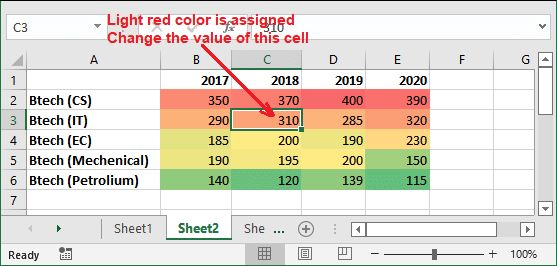 Light red color is assigned
Change the value of this cell
C3 310
A B C D E F G
1 2017 2018 2019 2020
2 Btech (CS) 350 370 400 390
3 Btech (IT) 290 310 285 320
4 Btech (EC) 185 200 190 230
5 Btech (Mechenical) 190 195 200 150
6 Btech (Petrolium) 140 120 139 115
7
Sheet1 Sheet2 She ...
Ready 100%